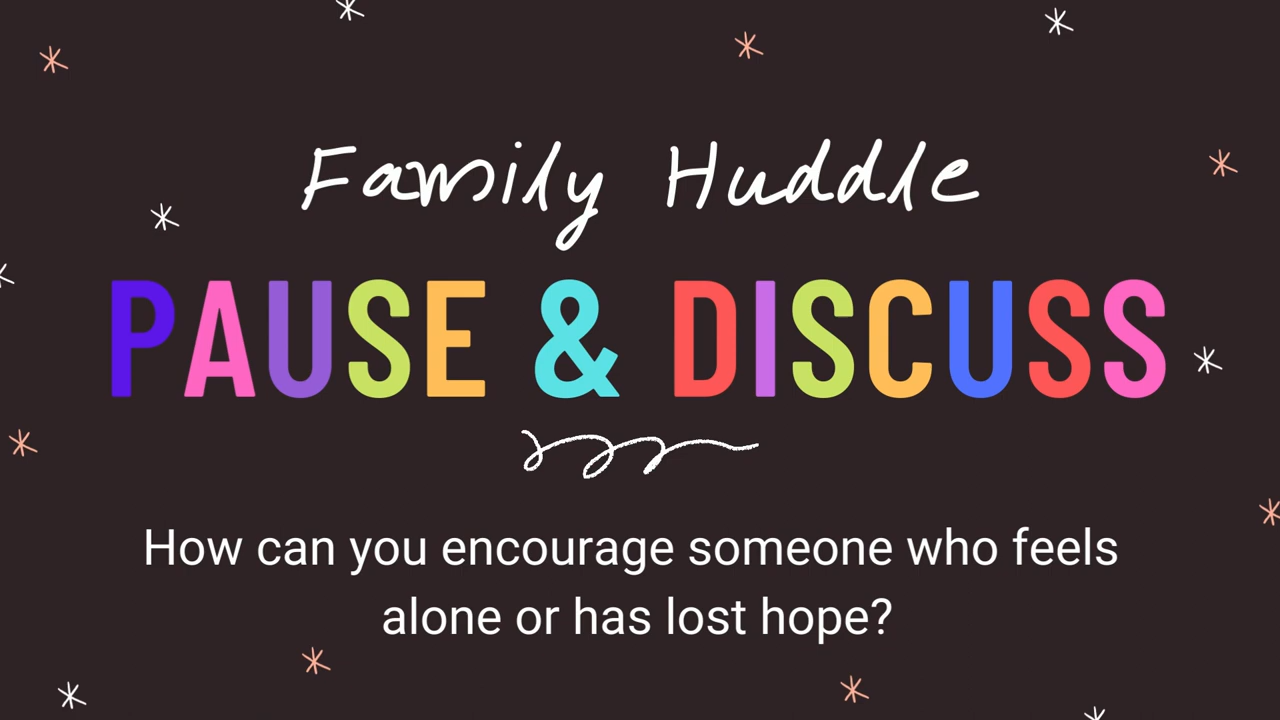 Family Huddle
PAUSE & DISCUSS
How can you encourage someone who feels
alone or has lost hope?